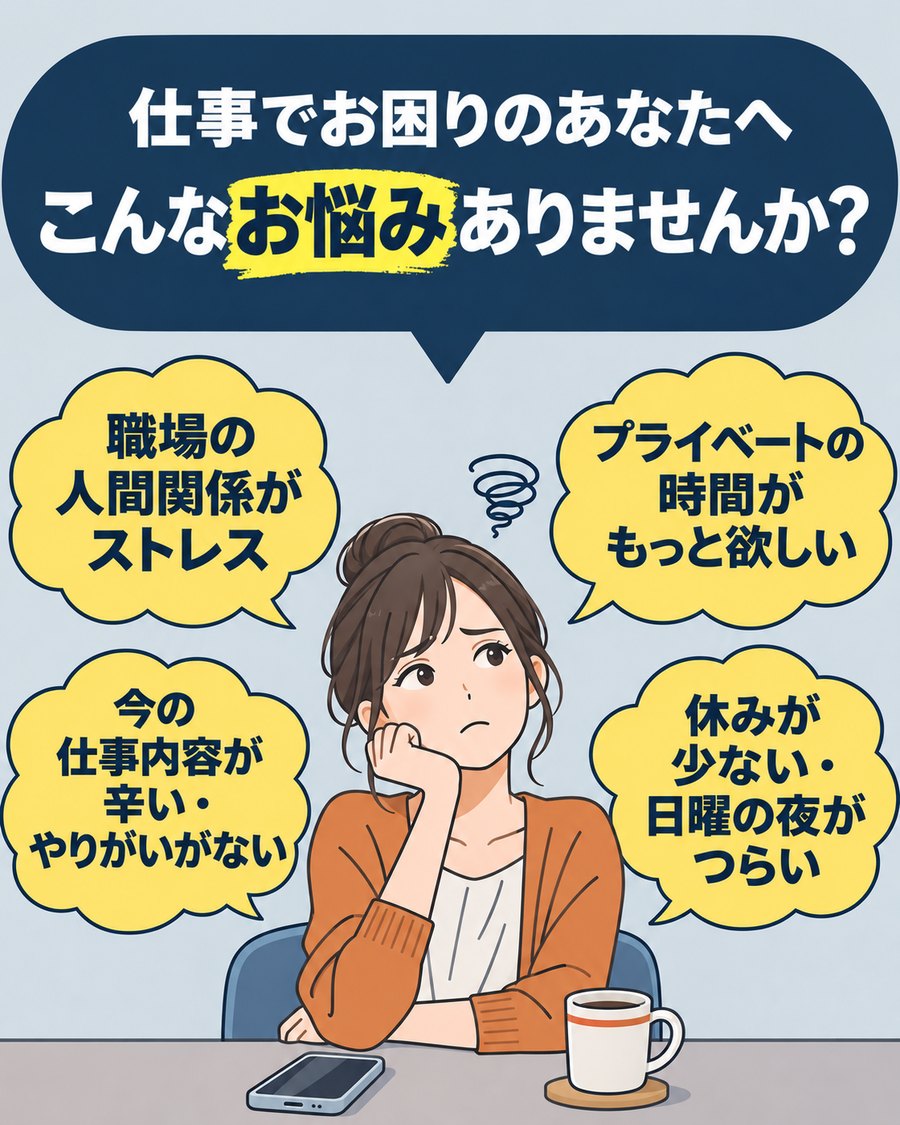 仕事でお困りのあなたへ
こんなお悩みありませんか？
職場の
人間関係が
ストレス
プライベートの
時間が
もっと欲しい
今の
仕事内容が
辛い・
やりがいがない
休みが
少ない・
日曜の夜が
つらい